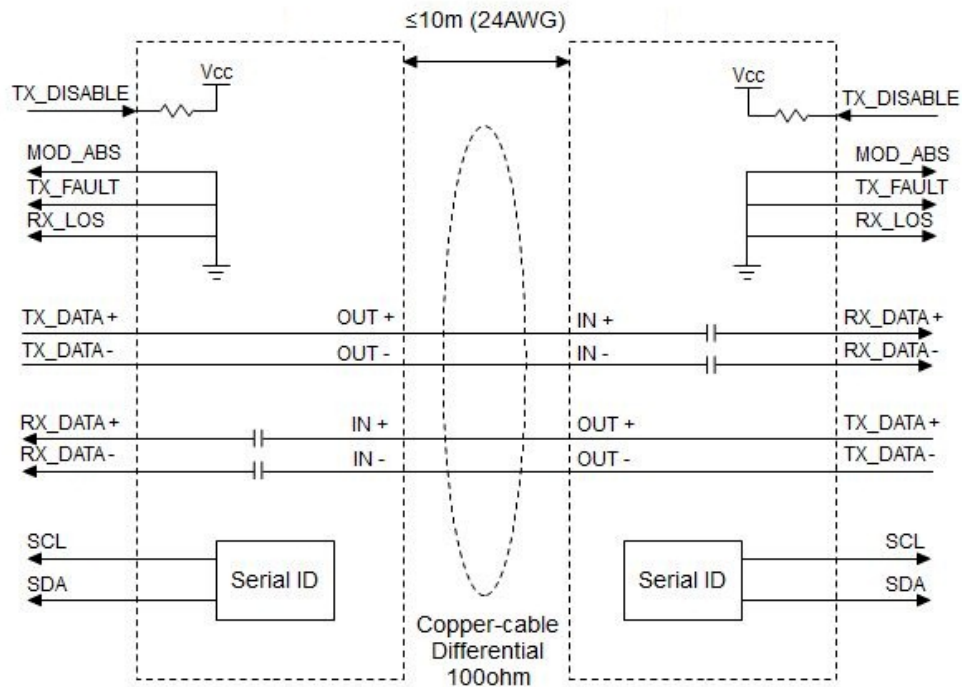 ≤10m (24AWG)
Vcc
Vcc
TX_DISABLE
TX_DISABLE
MOD_ABS
MOD_ABS
TX_FAULT
TX_FAULT
RX_LOS
RX_LOS
TX_DATA+
OUT +
IN +
RX_DATA+
TX_DATA-
OUT -
IN -
RX_DATA-
RX_DATA+
IN +
OUT +
TX_DATA+
RX_DATA-
IN -
OUT -
TX_DATA-
SCL
SCL
Serial ID
Serial ID
SDA
SDA
Copper-cable
Differential
100ohm